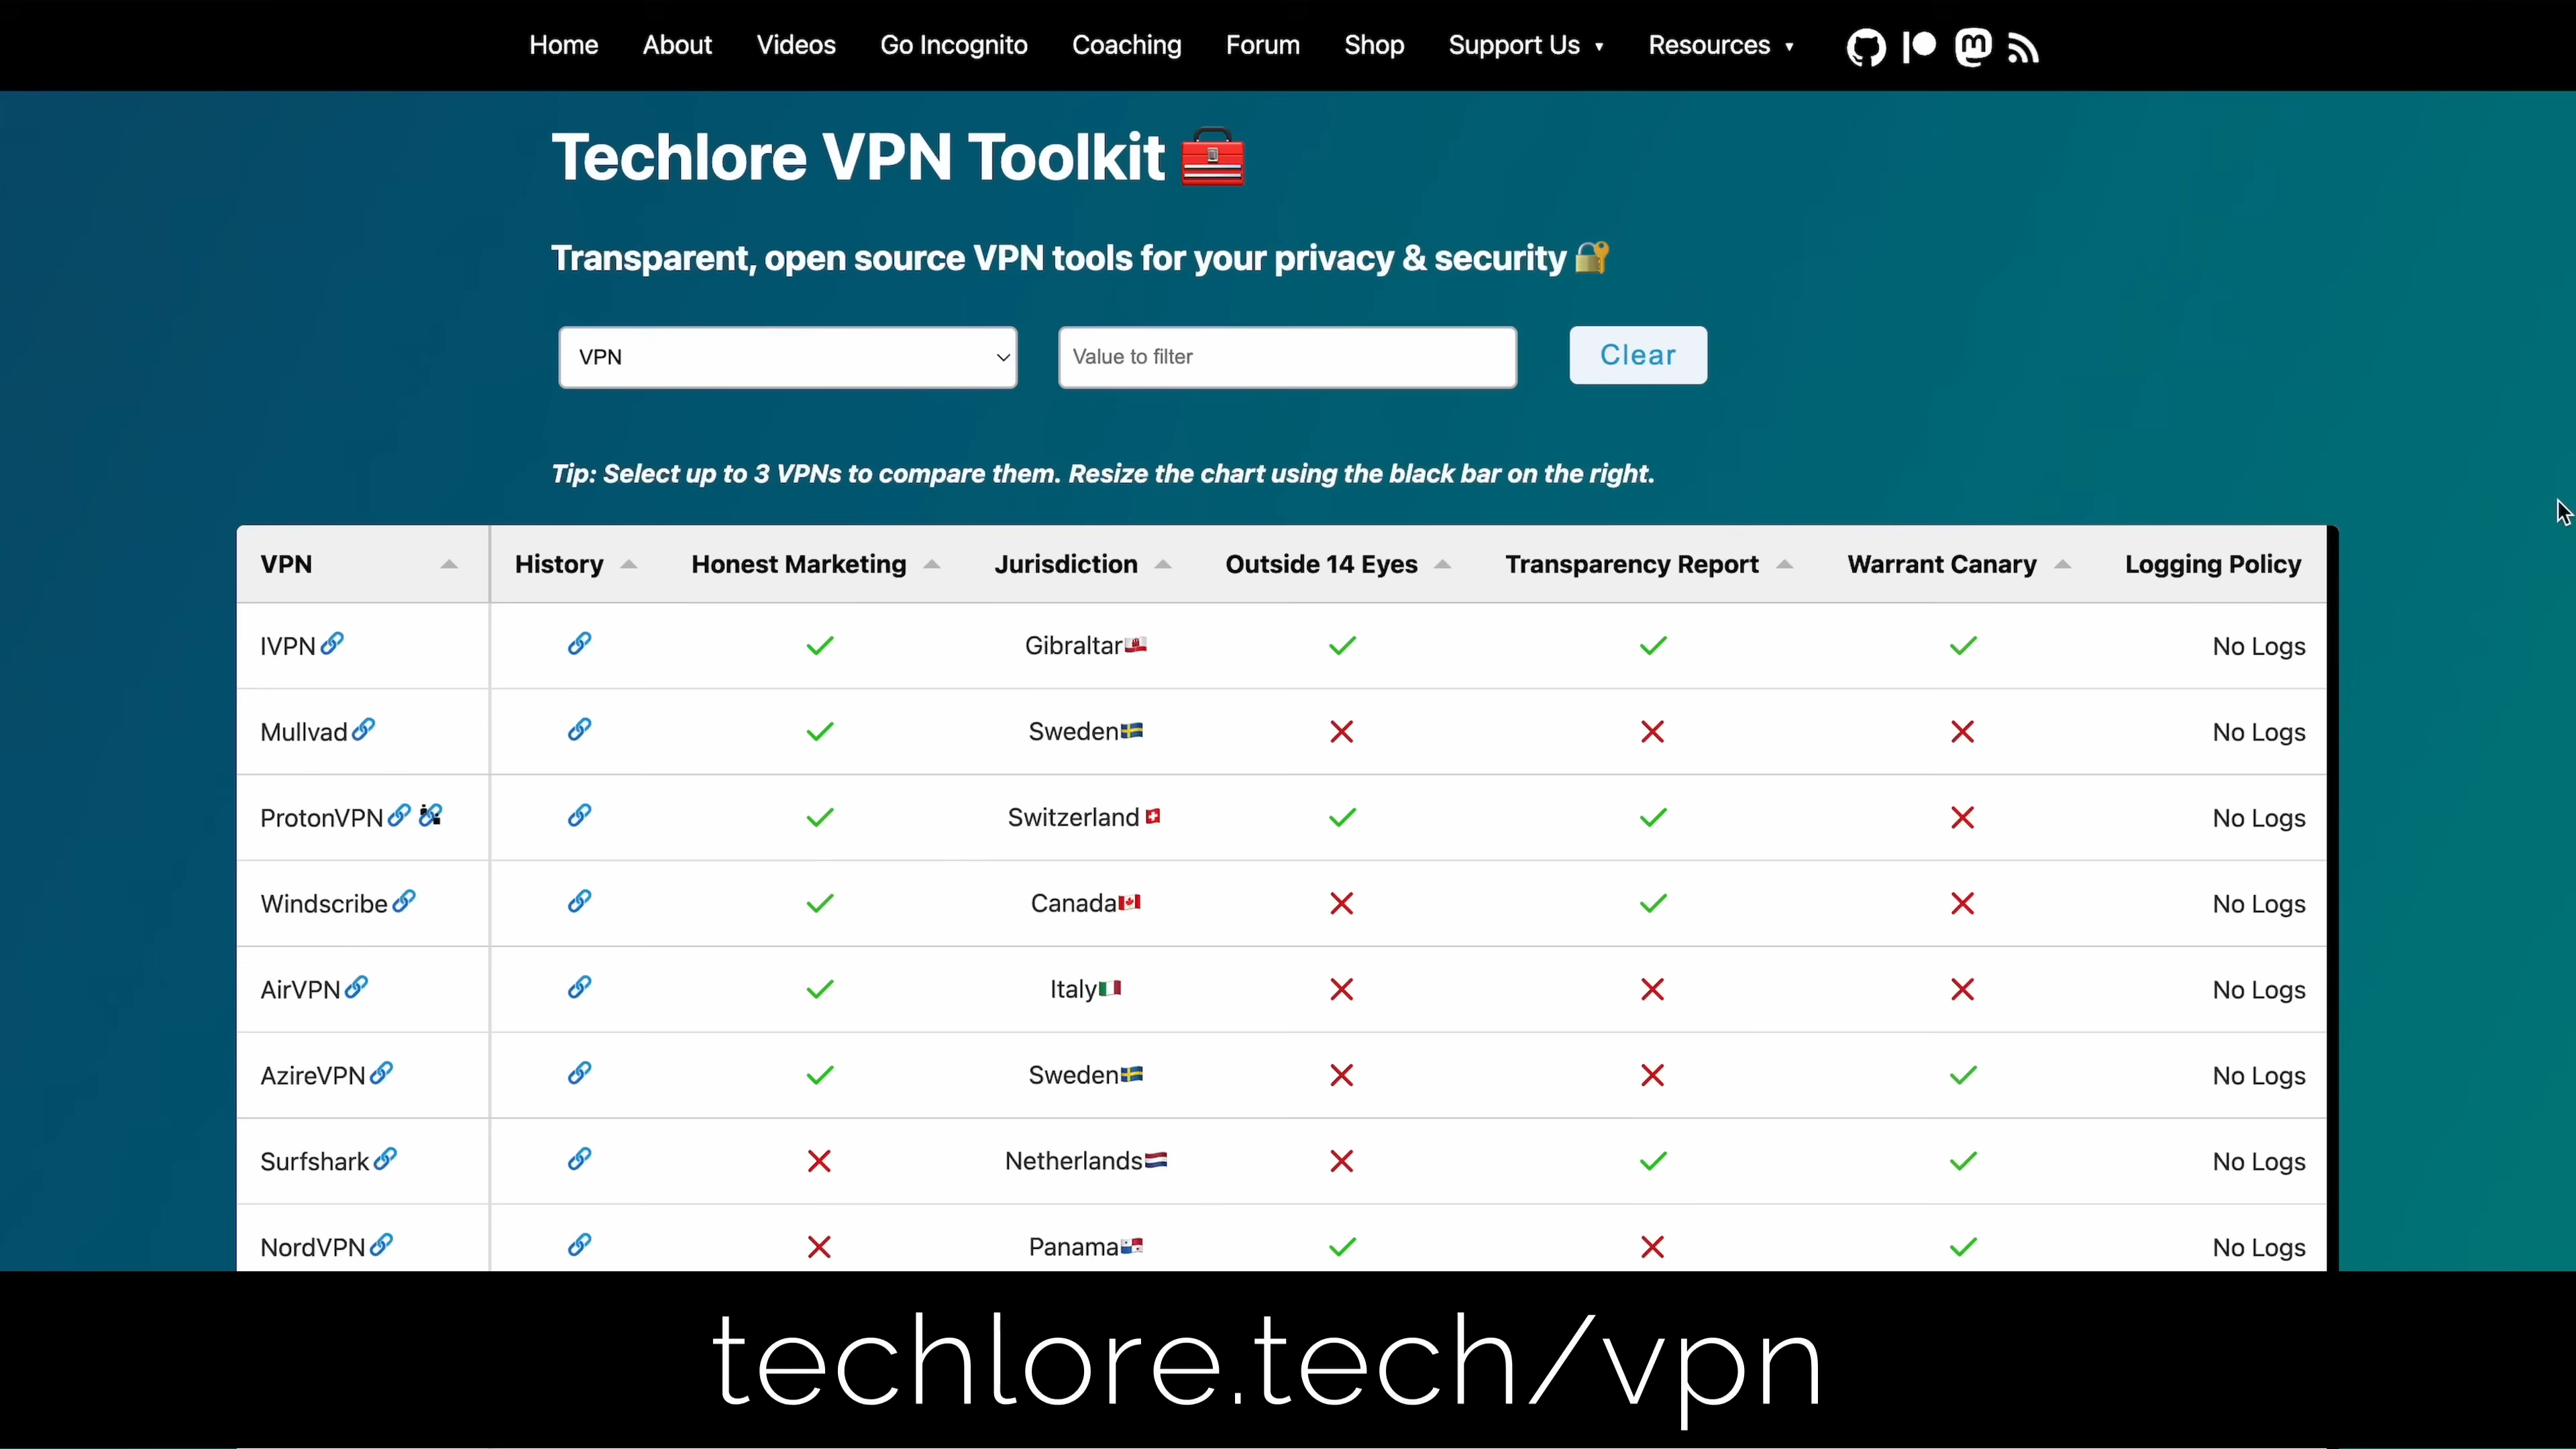 Home About Videos Go Incognito Coaching Forum Shop Support Us ▾ Resources ▾
Techlore VPN Toolkit 🧰
Transparent, open source VPN tools for your privacy & security 🔐
VPN Value to filter Clear
Tip: Select up to 3 VPNs to compare them. Resize the chart using the black bar on the right.
VPN History Honest Marketing Jurisdiction Outside 14 Eyes Transparency Report Warrant Canary Logging Policy
IVPN Gibraltar No Logs
Mullvad Sweden No Logs
ProtonVPN Switzerland No Logs
Windscribe Canada No Logs
AirVPN Italy No Logs
AzireVPN Sweden No Logs
Surfshark Netherlands No Logs
NordVPN Panama No Logs
techlore.tech/vpn